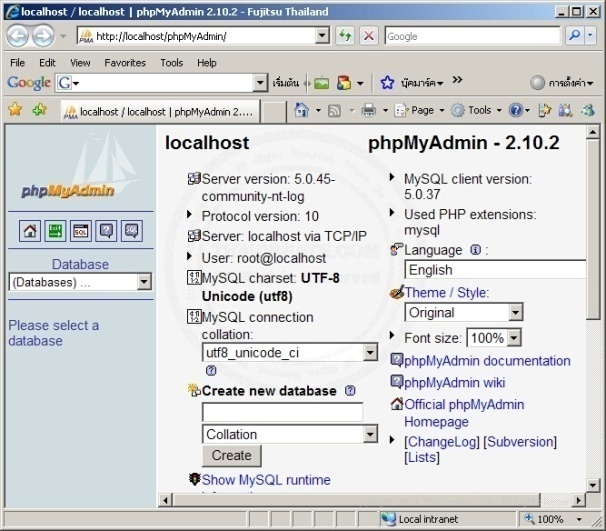 localhost / localhost | phpMyAdmin 2.10.2 - Fujitsu Thailand
http://localhost/phpMyAdmin/
Google
File Edit View Favorites Tools Help
Google G เริ่มต้น บุ๊คมาร์ค การตั้งค่า
localhost / localhost | phpMyAdmin 2....
Page Tools
phpMyAdmin
SQL
Database
(Databases) ...
Please select a
database
localhost
Server version: 5.0.45-
community-nt-log
Protocol version: 10
Server: localhost via TCP/IP
User: root@localhost
MySQL charset: UTF-8
Unicode (utf8)
MySQL connection
collation:
utf8_unicode_ci
Create new database
Collation
Create
Show MySQL runtime
phpMyAdmin - 2.10.2
MySQL client version:
5.0.37
Used PHP extensions:
mysql
Language :
English
Theme / Style:
Original
Font size: 100%
phpMyAdmin documentation
phpMyAdmin wiki
Official phpMyAdmin
Homepage
[ChangeLog] [Subversion]
[Lists]
Local intranet 100%